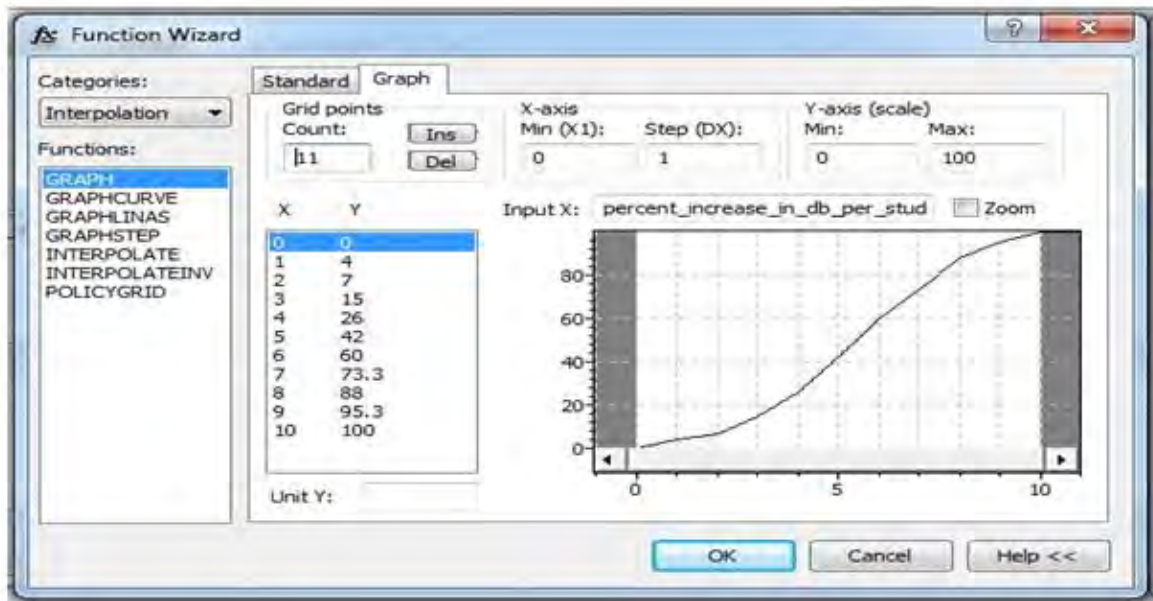 fx Function Wizard
Categories:
Interpolation
Functions:
GRAPH
GRAPHCURVE
GRAPHLINAS
GRAPHSTEP
INTERPOLATE
INTERPOLATEINV
POLICYGRID
Standard Graph
Grid points
Count:
11
Ins
Del
X-axis
Min (X1): Step (DX):
0 1
Y-axis (scale)
Min: Max:
0 100
X Y
0 0
1 4
2 7
3 15
4 26
5 42
6 60
7 73.3
8 88
9 95.3
10 100
Unit Y:
Input X: percent_increase_in_db_per_stud Zoom
80
60
40
20
0
0 5 10
OK Cancel Help <<